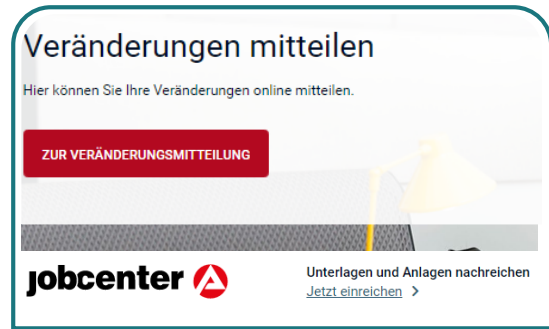 Veränderungen mitteilen
Hier können Sie Ihre Veränderungen online mitteilen.
ZUR VERÄNDERUNGSMITTEILUNG
jobcenter
Unterlagen und Anlagen nachreichen
Jetzt einreichen